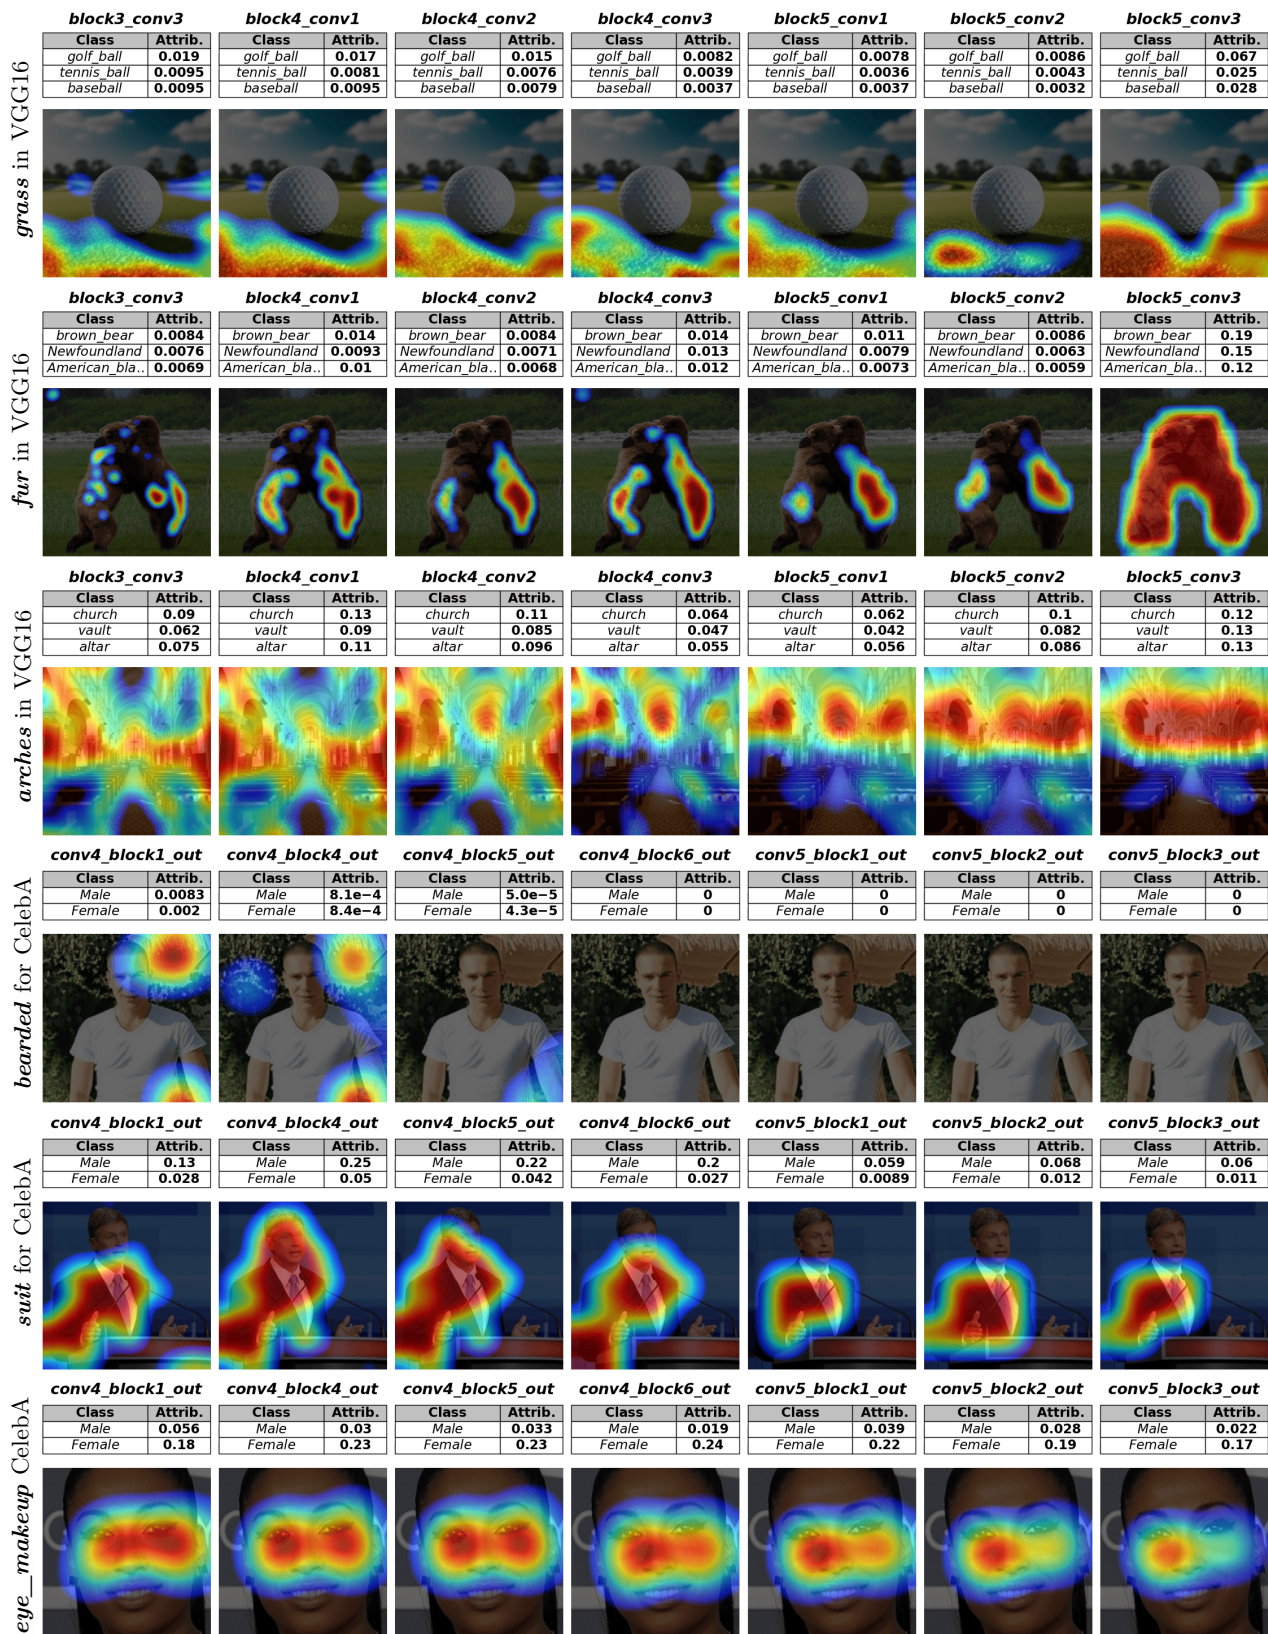 block3_conv3 block4_conv1 block4_conv2 block4_conv3 block5_conv1 block5_conv2 block5_conv3
Class Attrib. Class Attrib. Class Attrib. Class Attrib. Class Attrib. Class Attrib. Class Attrib.
golf_ball 0.019 golf_ball 0.017 golf_ball 0.015 golf_ball 0.0082 golf_ball 0.0078 golf_ball 0.0086 golf_ball 0.067
tennis_ball 0.0095 tennis_ball 0.0081 tennis_ball 0.0076 tennis_ball 0.0039 tennis_ball 0.0036 tennis_ball 0.0043 tennis_ball 0.025
baseball 0.0095 baseball 0.0095 baseball 0.0079 baseball 0.0037 baseball 0.0037 baseball 0.0032 baseball 0.028
grass in VGG16
block3_conv3 block4_conv1 block4_conv2 block4_conv3 block5_conv1 block5_conv2 block5_conv3
Class Attrib. Class Attrib. Class Attrib. Class Attrib. Class Attrib. Class Attrib. Class Attrib.
brown_bear 0.0084 brown_bear 0.014 brown_bear 0.0084 brown_bear 0.014 brown_bear 0.011 brown_bear 0.0086 brown_bear 0.19
Newfoundland 0.0076 Newfoundland 0.0093 Newfoundland 0.0071 Newfoundland 0.013 Newfoundland 0.0079 Newfoundland 0.0063 Newfoundland 0.15
American_bla.. 0.0069 American_bla.. 0.01 American_bla.. 0.0068 American_bla.. 0.012 American_bla.. 0.0073 American_bla.. 0.0059 American_bla.. 0.12
fur in VGG16
block3_conv3 block4_conv1 block4_conv2 block4_conv3 block5_conv1 block5_conv2 block5_conv3
Class Attrib. Class Attrib. Class Attrib. Class Attrib. Class Attrib. Class Attrib. Class Attrib.
church 0.09 church 0.13 church 0.11 church 0.064 church 0.062 church 0.1 church 0.12
vault 0.062 vault 0.09 vault 0.085 vault 0.047 vault 0.042 vault 0.082 vault 0.13
altar 0.075 altar 0.11 altar 0.096 altar 0.055 altar 0.056 altar 0.086 altar 0.13
arches in VGG16
conv4_block1_out conv4_block4_out conv4_block5_out conv4_block6_out conv5_block1_out conv5_block2_out conv5_block3_out
Class Attrib. Class Attrib. Class Attrib. Class Attrib. Class Attrib. Class Attrib. Class Attrib.
Male 0.0083 Male 8.1e−4 Male 5.0e−5 Male 0 Male 0 Male 0 Male 0
Female 0.002 Female 8.4e−4 Female 4.3e−5 Female 0 Female 0 Female 0 Female 0
bearded for CelebA
conv4_block1_out conv4_block4_out conv4_block5_out conv4_block6_out conv5_block1_out conv5_block2_out conv5_block3_out
Class Attrib. Class Attrib. Class Attrib. Class Attrib. Class Attrib. Class Attrib. Class Attrib.
Male 0.13 Male 0.25 Male 0.22 Male 0.2 Male 0.059 Male 0.068 Male 0.06
Female 0.028 Female 0.05 Female 0.042 Female 0.027 Female 0.0089 Female 0.012 Female 0.011
suit for CelebA
conv4_block1_out conv4_block4_out conv4_block5_out conv4_block6_out conv5_block1_out conv5_block2_out conv5_block3_out
Class Attrib. Class Attrib. Class Attrib. Class Attrib. Class Attrib. Class Attrib. Class Attrib.
Male 0.056 Male 0.03 Male 0.033 Male 0.019 Male 0.039 Male 0.028 Male 0.022
Female 0.18 Female 0.23 Female 0.23 Female 0.24 Female 0.22 Female 0.19 Female 0.17
eye_makeup CelebA